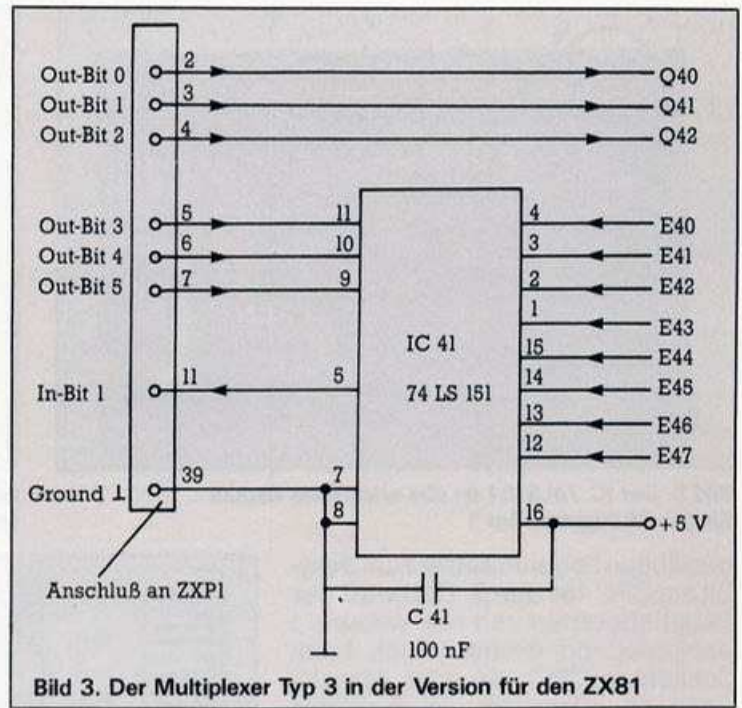 Out-Bit 0 2 Q40
Out-Bit 1 3 Q41
Out-Bit 2 4 Q42
Out-Bit 3 5 11 4 E40
Out-Bit 4 6 10 3 E41
Out-Bit 5 7 9 2 E42
1 E43
IC 41 15 E44
In-Bit 1 11 5 74 LS 151 14 E45
13 E46
12 E47
Ground ⊥ 39 7
8 16 +5 V
Anschluß an ZXP1
C 41
100 nF
Bild 3. Der Multiplexer Typ 3 in der Version für den ZX81